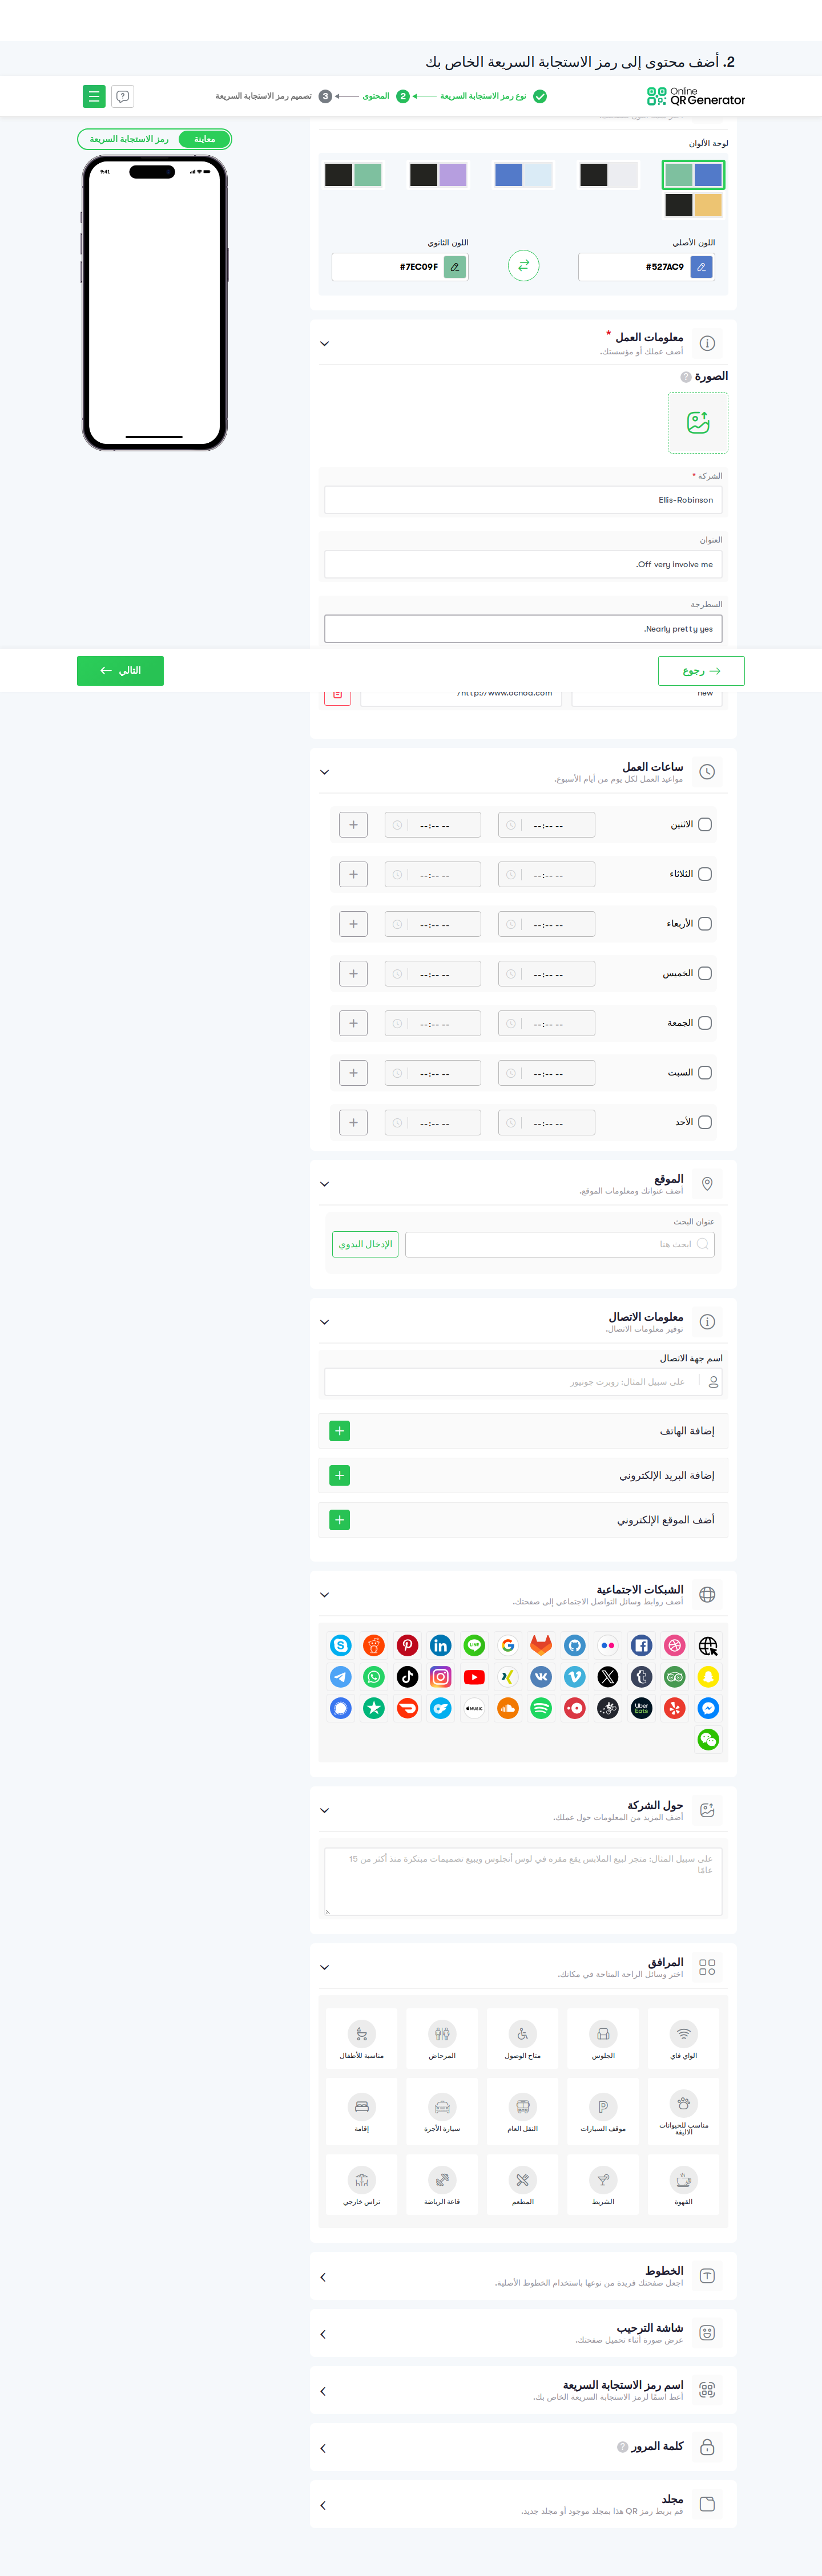 2. أضف محتوى إلى رمز الاستجابة السريعة الخاص بك
Online
QR Generator
نوع رمز الاستجابة السريعة
2
المحتوى
3
تصميم رمز الاستجابة السريعة
معاينة
رمز الاستجابة السريعة
9:41
لوحة الألوان
اللون الأصلي
اللون الثانوي
#527AC9
#7EC09F
معلومات العمل *
أضف عملك أو مؤسستك.
الصورة ?
الشركة *
Ellis-Robinson
العنوان
Off very involve me.
السطرجة
Nearly pretty yes.
رجوع
التالي
new
http://www.ochoa.com/
ساعات العمل
مواعيد العمل لكل يوم من أيام الأسبوع.
الاثنين
--:-- --
--:-- --
الثلاثاء
--:-- --
--:-- --
الأربعاء
--:-- --
--:-- --
الخميس
--:-- --
--:-- --
الجمعة
--:-- --
--:-- --
السبت
--:-- --
--:-- --
الأحد
--:-- --
--:-- --
الموقع
أضف عنوانك ومعلومات الموقع.
عنوان البحث
ابحث هنا
الإدخال اليدوي
معلومات الاتصال
توفير معلومات الاتصال.
اسم جهة الاتصال
على سبيل المثال: روبرت جونيور
إضافة الهاتف
إضافة البريد الإلكتروني
أضف الموقع الإلكتروني
الشبكات الاجتماعية
أضف روابط وسائل التواصل الاجتماعي إلى صفحتك.
LINE
MUSIC
Uber
Eats
حول الشركة
أضف المزيد من المعلومات حول عملك.
على سبيل المثال: متجر لبيع الملابس يقع مقره في لوس أنجلوس ويبيع تصميمات مبتكرة منذ أكثر من 15
عامًا
المرافق
اختر وسائل الراحة المتاحة في مكانك.
الواي فاي
الجلوس
متاح الوصول
المرحاض
مناسبة للأطفال
مناسب للحيوانات
الاليفة
موقف السيارات
النقل العام
سيارة الأجرة
إقامة
القهوة
الشريط
المطعم
قاعة الرياضة
تراس خارجي
الخطوط
اجعل صفحتك فريدة من نوعها باستخدام الخطوط الأصلية.
شاشة الترحيب
عرض صورة أثناء تحميل صفحتك.
اسم رمز الاستجابة السريعة
أعط اسمًا لرمز الاستجابة السريعة الخاص بك.
كلمة المرور ?
مجلد
قم بربط رمز QR هذا بمجلد موجود أو مجلد جديد.